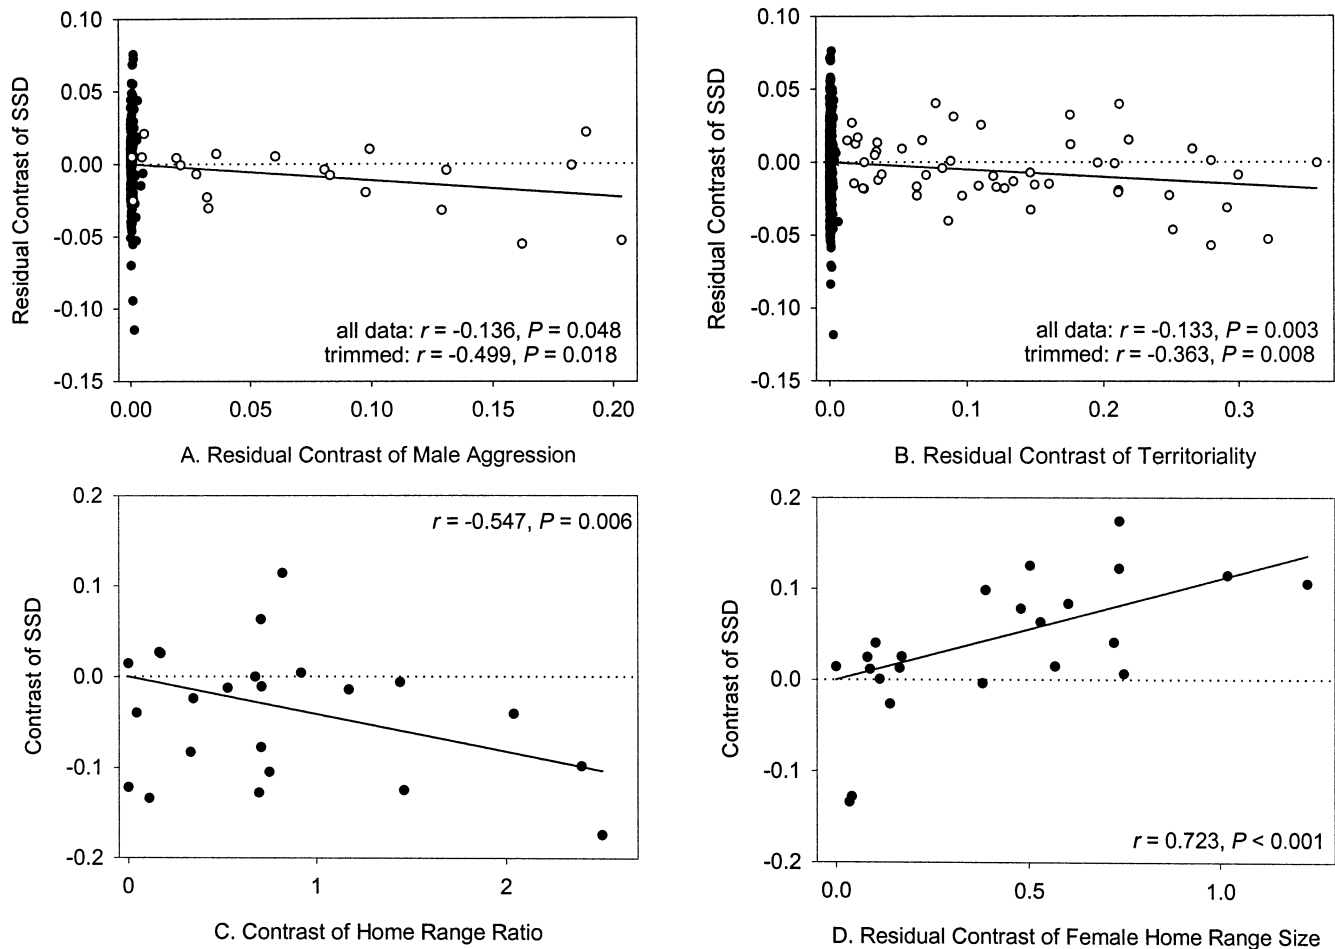 0.10
0.05
0.00
-0.05
-0.10
-0.15
Residual Contrast of SSD
all data: r = -0.136, P = 0.048
trimmed: r = -0.499, P = 0.018
0.00 0.05 0.10 0.15 0.20
A. Residual Contrast of Male Aggression
0.10
0.05
0.00
-0.05
-0.10
-0.15
Residual Contrast of SSD
all data: r = -0.133, P = 0.003
trimmed: r = -0.363, P = 0.008
0.0 0.1 0.2 0.3
B. Residual Contrast of Territoriality
0.2
0.1
0.0
-0.1
-0.2
Contrast of SSD
r = -0.547, P = 0.006
0 1 2
C. Contrast of Home Range Ratio
0.2
0.1
0.0
-0.1
-0.2
Contrast of SSD
r = 0.723, P < 0.001
0.0 0.5 1.0
D. Residual Contrast of Female Home Range Size